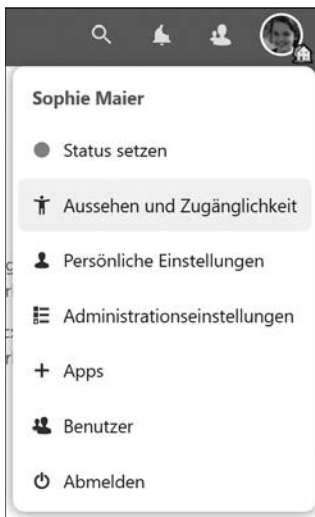 Sophie Maier
Status setzen
Aussehen und Zugänglichkeit
Persönliche Einstellungen
Administrationseinstellungen
Apps
Benutzer
Abmelden